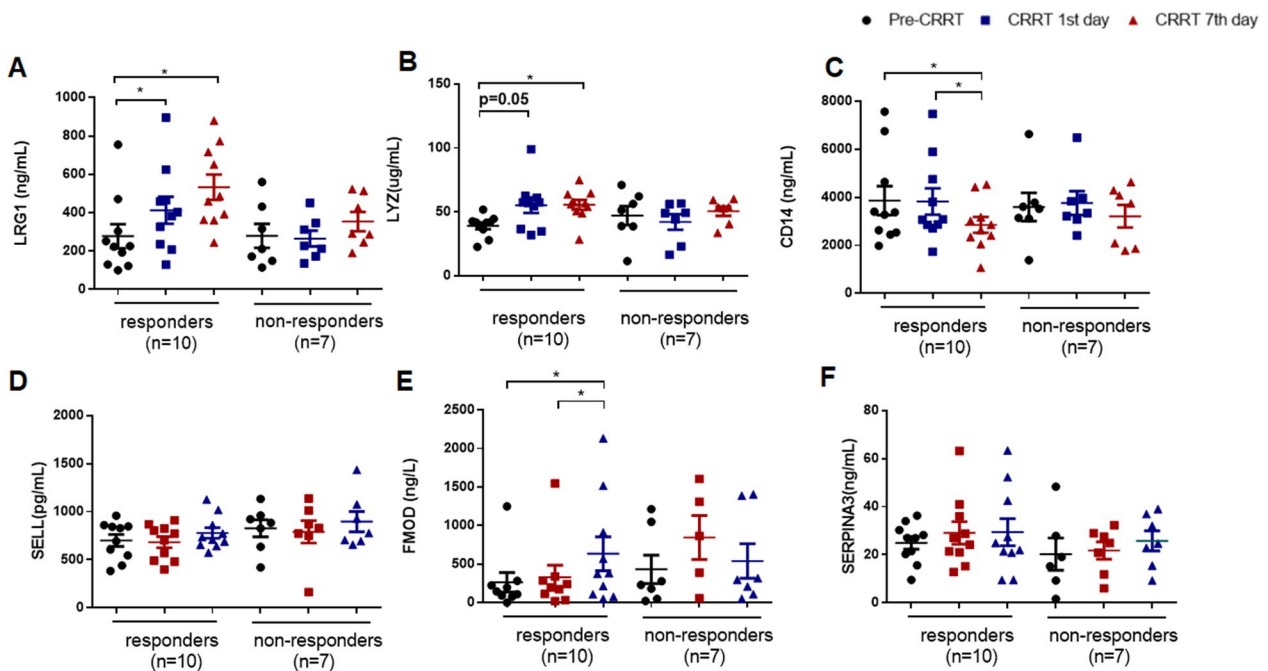 Pre-CRRT CRRT 1st day CRRT 7th day
A
*
*
LRG1 (ng/mL)
1000
800
600
400
200
0
responders
(n=10)
non-responders
(n=7)
B
*
p=0.05
LYZ(ug/mL)
150
100
50
0
responders
(n=10)
non-responders
(n=7)
C
*
*
CD14 (ng/mL)
8000
6000
4000
2000
0
responders
(n=10)
non-responders
(n=7)
D
SELL(pg/mL)
2000
1500
1000
500
0
responders
(n=10)
non-responders
(n=7)
E
*
*
FMOD (ng/L)
2500
2000
1500
1000
500
0
responders
(n=10)
non-responders
(n=7)
F
SERPINA3(ng/mL)
80
60
40
20
0
responders
(n=10)
non-responders
(n=7)